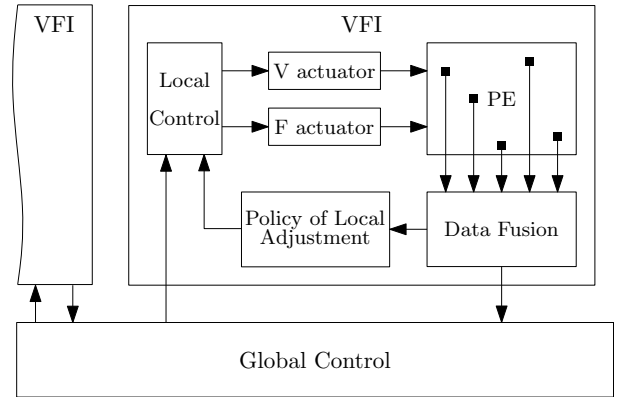 VFI
VFI
Local
Control
V actuator
F actuator
PE
Policy of Local
Adjustment
Data Fusion
Global Control